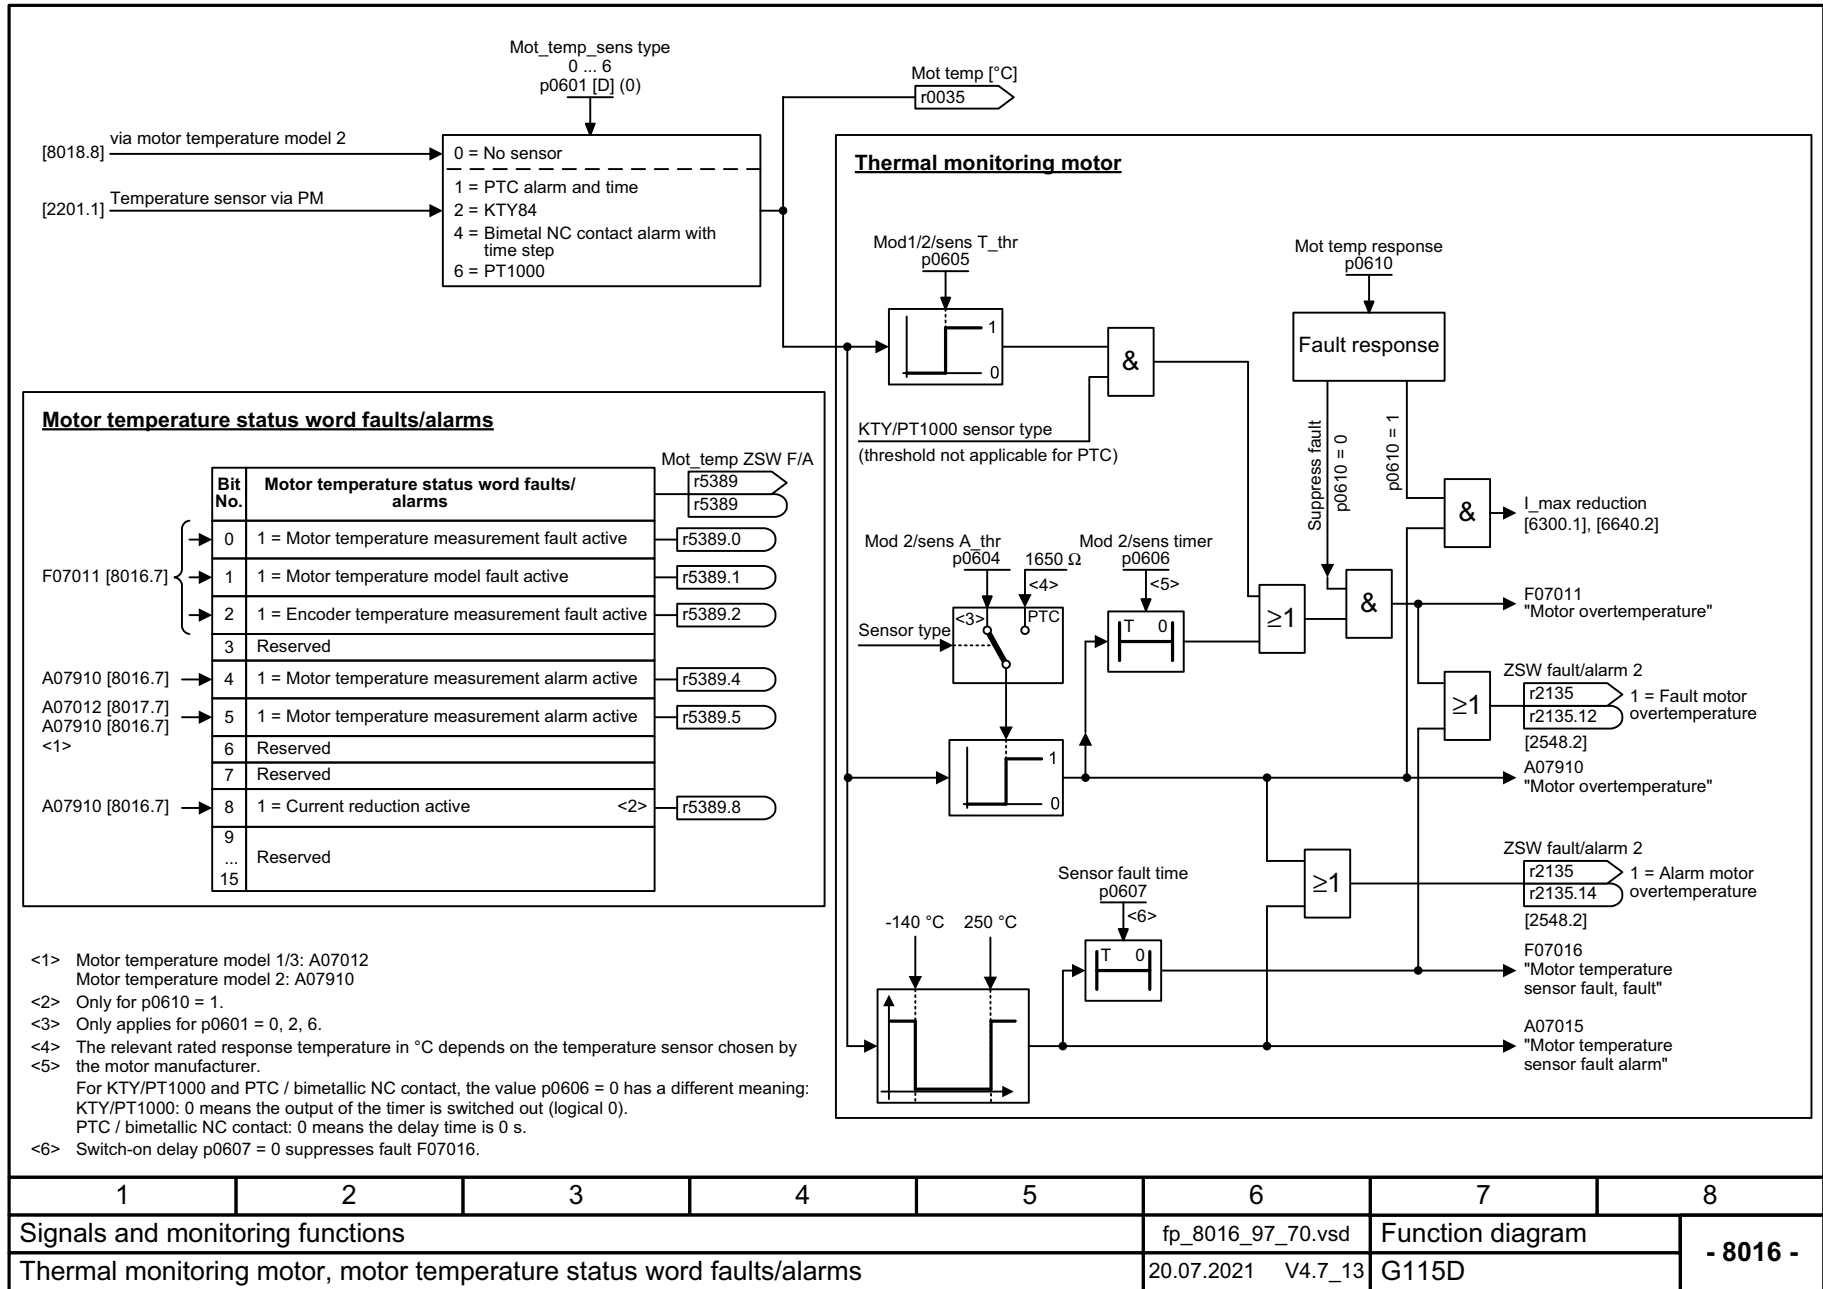 Mot_temp_sens type
0 ... 6
p0601 [D] (0)
Mot temp [°C]
r0035
[8018.8]
via motor temperature model 2
[2201.1]
Temperature sensor via PM
0 = No sensor
1 = PTC alarm and time
2 = KTY84
4 = Bimetal NC contact alarm with
time step
6 = PT1000
Thermal monitoring motor
Mod1/2/sens T_thr
p0605
1
0
&
KTY/PT1000 sensor type
(threshold not applicable for PTC)
Mot temp response
p0610
Fault response
Suppress fault
p0610 = 0
p0610 = 1
&
I_max reduction
[6300.1], [6640.2]
Mod 2/sens A_thr
p0604
1650 Ω
<4>
<3>
PTC
Sensor type
Mod 2/sens timer
p0606
<5>
T 0
≥1
&
F07011
"Motor overtemperature"
ZSW fault/alarm 2
r2135
r2135.12
1 = Fault motor
overtemperature
[2548.2]
≥1
1
0
A07910
"Motor overtemperature"
≥1
ZSW fault/alarm 2
r2135
r2135.14
1 = Alarm motor
overtemperature
[2548.2]
Sensor fault time
p0607
<6>
T 0
-140 °C 250 °C
F07016
"Motor temperature
sensor fault, fault"
A07015
"Motor temperature
sensor fault alarm"
Motor temperature status word faults/alarms
Mot_temp ZSW F/A
r5389
r5389
Bit
No.
Motor temperature status word faults/
alarms
F07011 [8016.7]
0 1 = Motor temperature measurement fault active r5389.0
1 1 = Motor temperature model fault active r5389.1
2 1 = Encoder temperature measurement fault active r5389.2
3 Reserved
A07910 [8016.7] 4 1 = Motor temperature measurement alarm active r5389.4
A07012 [8017.7]
A07910 [8016.7]
<1>
5 1 = Motor temperature measurement alarm active r5389.5
6 Reserved
7 Reserved
A07910 [8016.7] 8 1 = Current reduction active <2> r5389.8
9
...
15
Reserved
<1> Motor temperature model 1/3: A07012
Motor temperature model 2: A07910
<2> Only for p0610 = 1.
<3> Only applies for p0601 = 0, 2, 6.
<4> The relevant rated response temperature in °C depends on the temperature sensor chosen by
<5> the motor manufacturer.
For KTY/PT1000 and PTC / bimetallic NC contact, the value p0606 = 0 has a different meaning:
KTY/PT1000: 0 means the output of the timer is switched out (logical 0).
PTC / bimetallic NC contact: 0 means the delay time is 0 s.
<6> Switch-on delay p0607 = 0 suppresses fault F07016.
1 2 3 4 5 6 7 8
Signals and monitoring functions
fp_8016_97_70.vsd
Function diagram
- 8016 -
Thermal monitoring motor, motor temperature status word faults/alarms
20.07.2021 V4.7_13
G115D